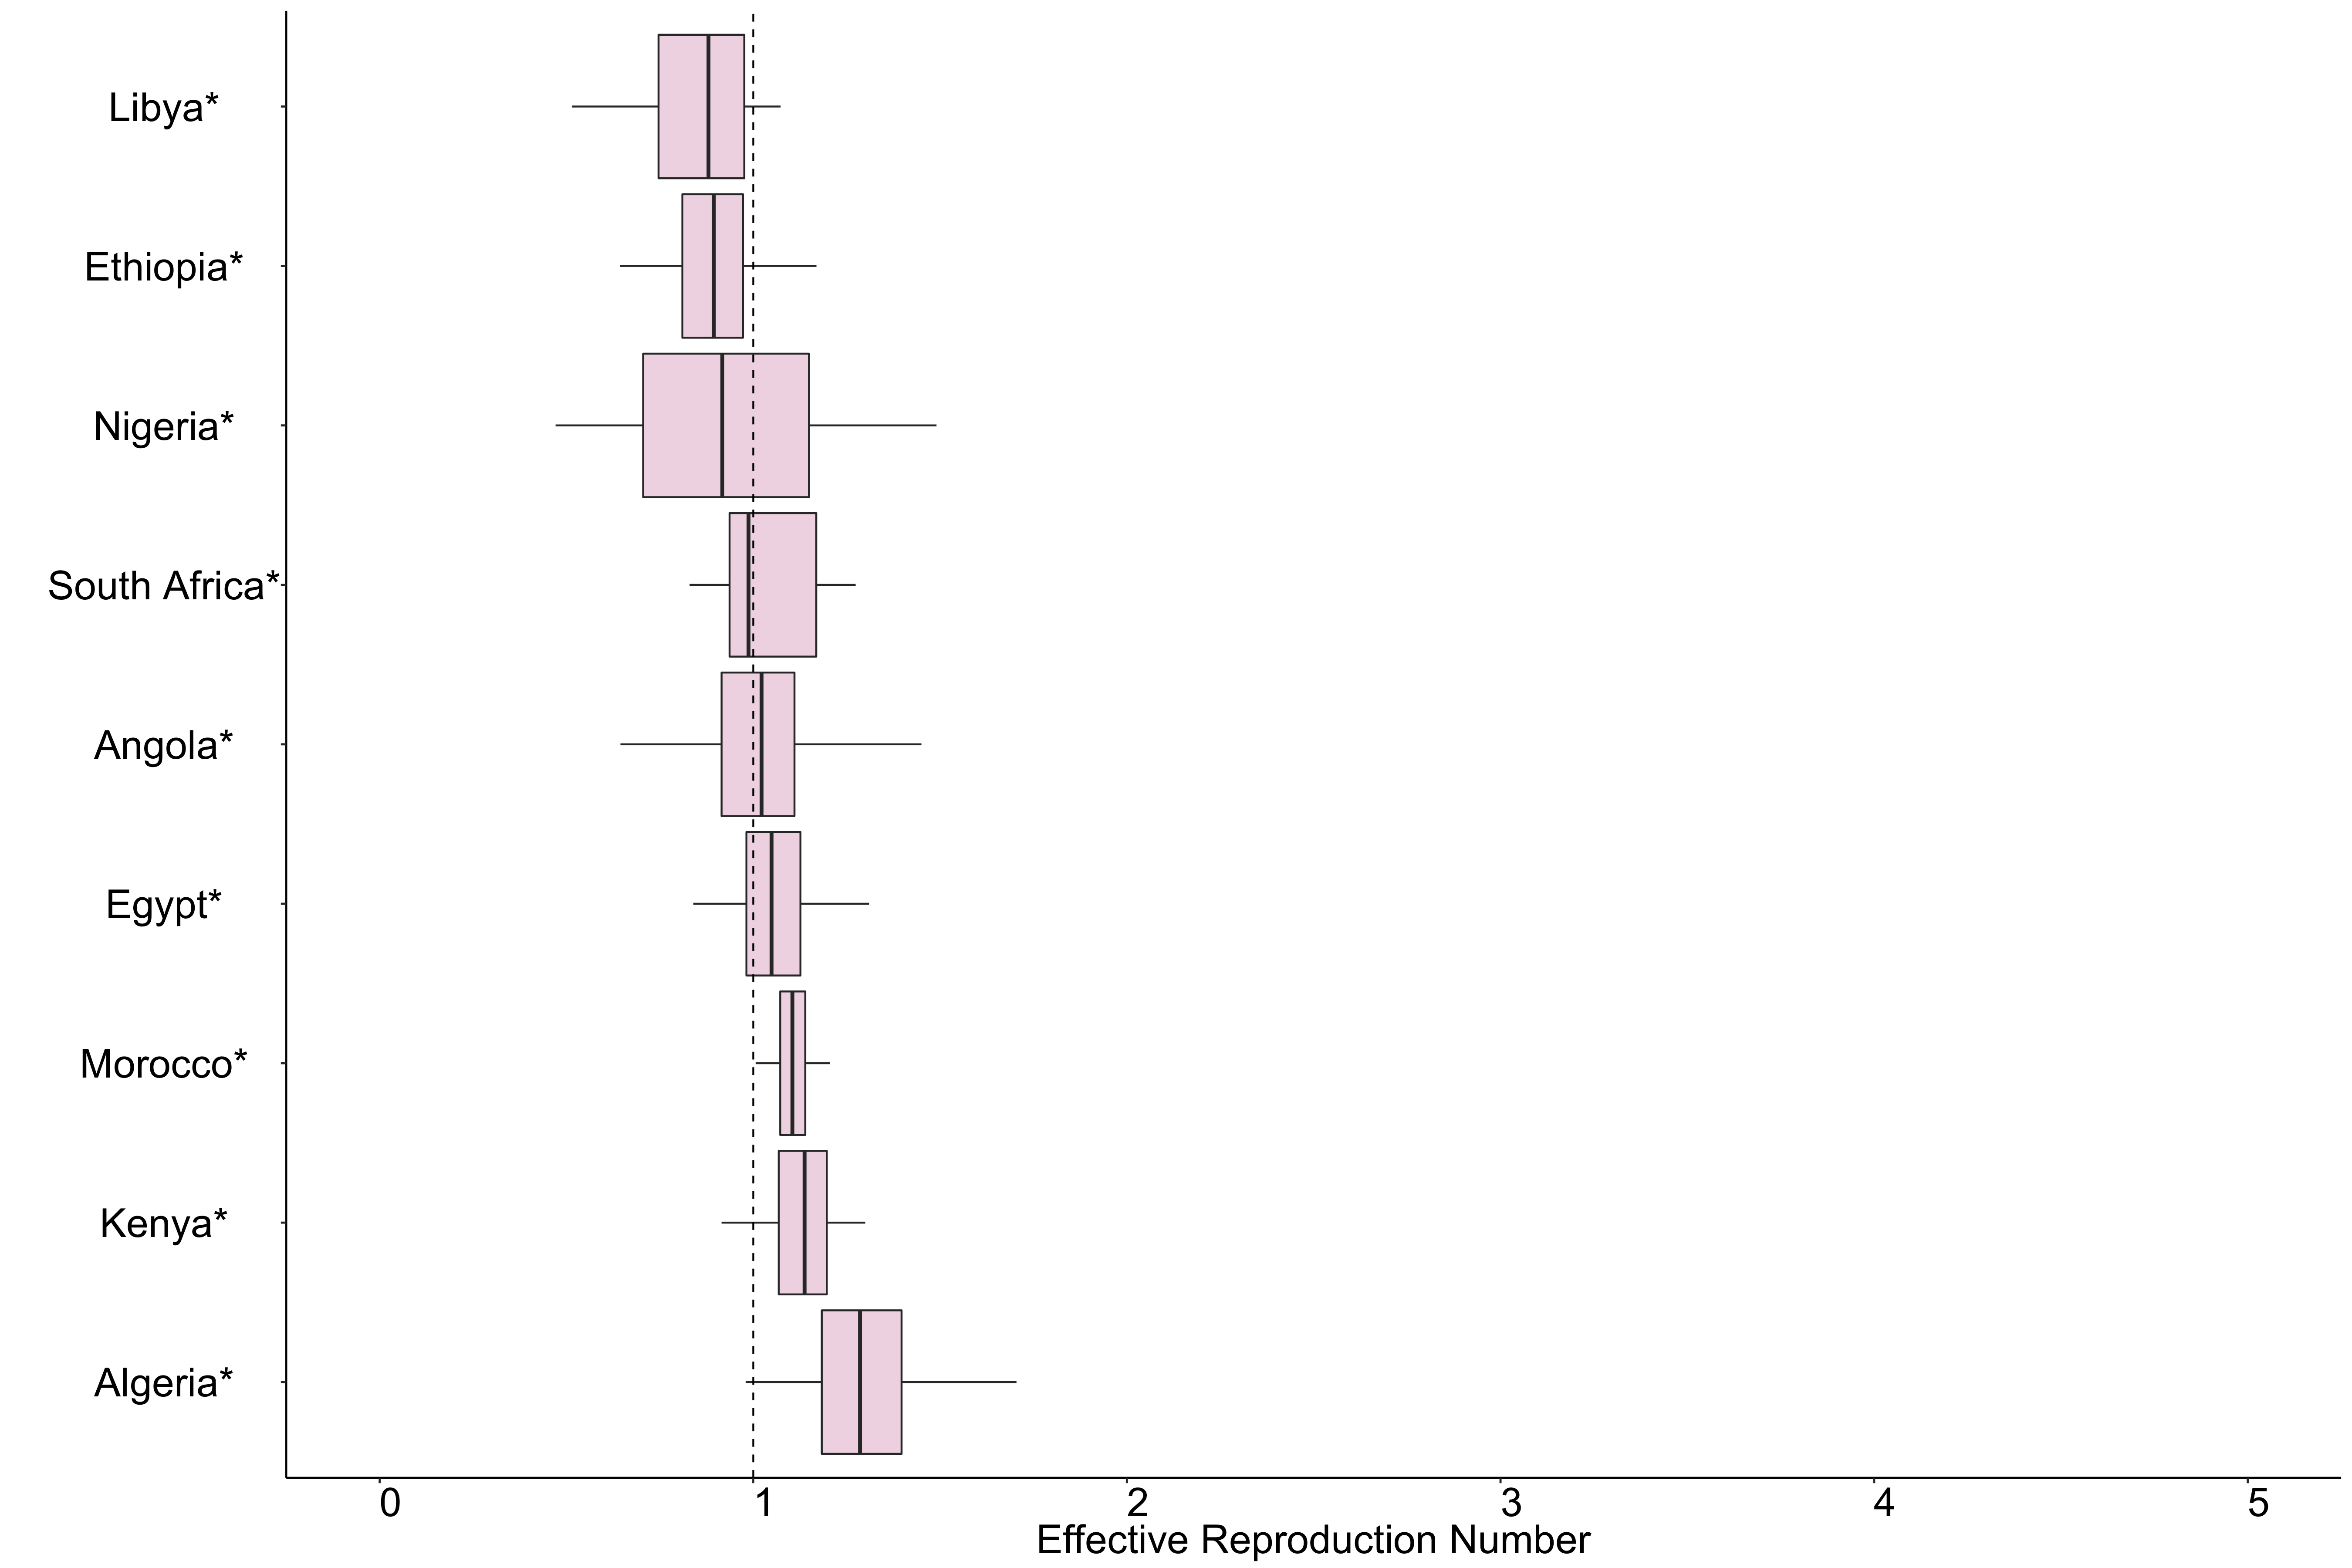 Libya*
Ethiopia*
Nigeria*
South Africa*
Angola*
Egypt*
Morocco*
Kenya*
Algeria*
0 1 2 3 4 5
Effective Reproduction Number